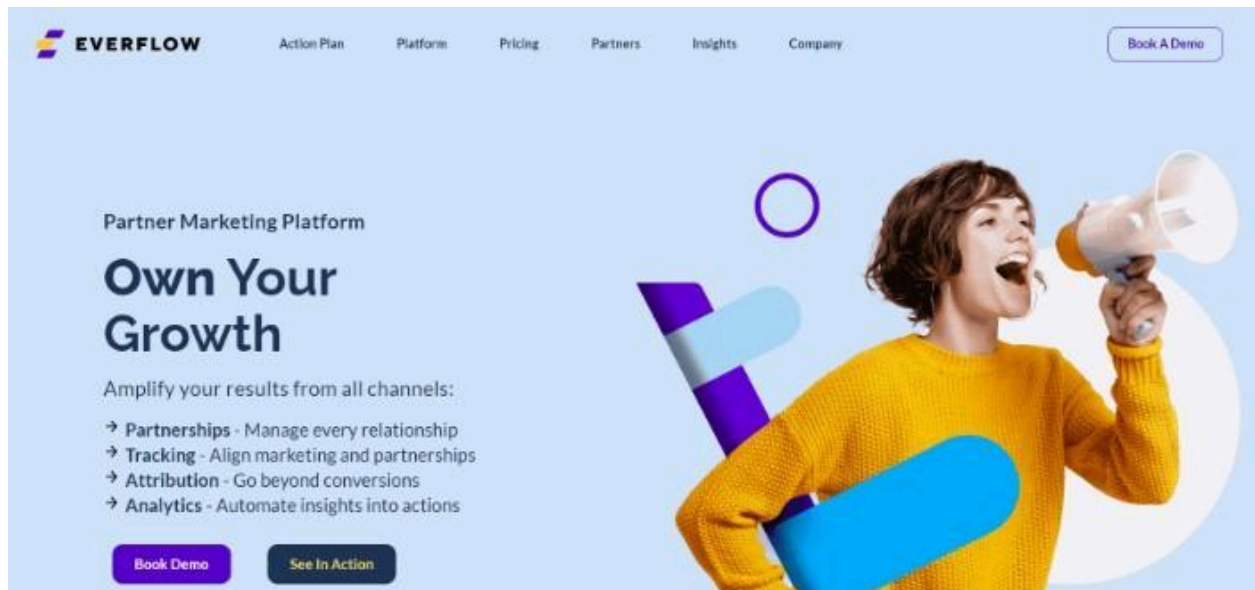 EVERFLOW
Action Plan
Platform
Pricing
Partners
Insights
Company
Book A Demo
Partner Marketing Platform
Own Your
Growth
Amplify your results from all channels:
→ Partnerships - Manage every relationship
→ Tracking - Align marketing and partnerships
→ Attribution - Go beyond conversions
→ Analytics - Automate insights into actions
Book Demo
See In Action